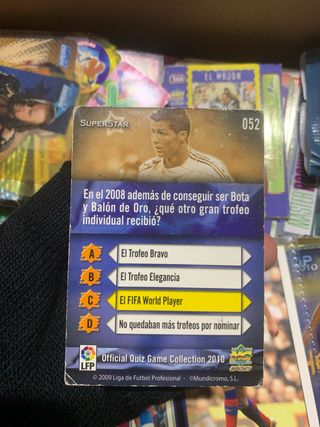 EL MEJOR
SUPERSTAR
052
En el 2008 además de conseguir ser Bota
y Balón de Oro, ¿qué otro gran trofeo
individual recibió?
A El Trofeo Bravo
B El Trofeo Elegancia
C El FIFA World Player
D No quedaban más trofeos por nominar
LFP
Official Quiz Game Collection 2010
© 2009 Liga de Futbol Profesional · ©Mundicromo, S.L.